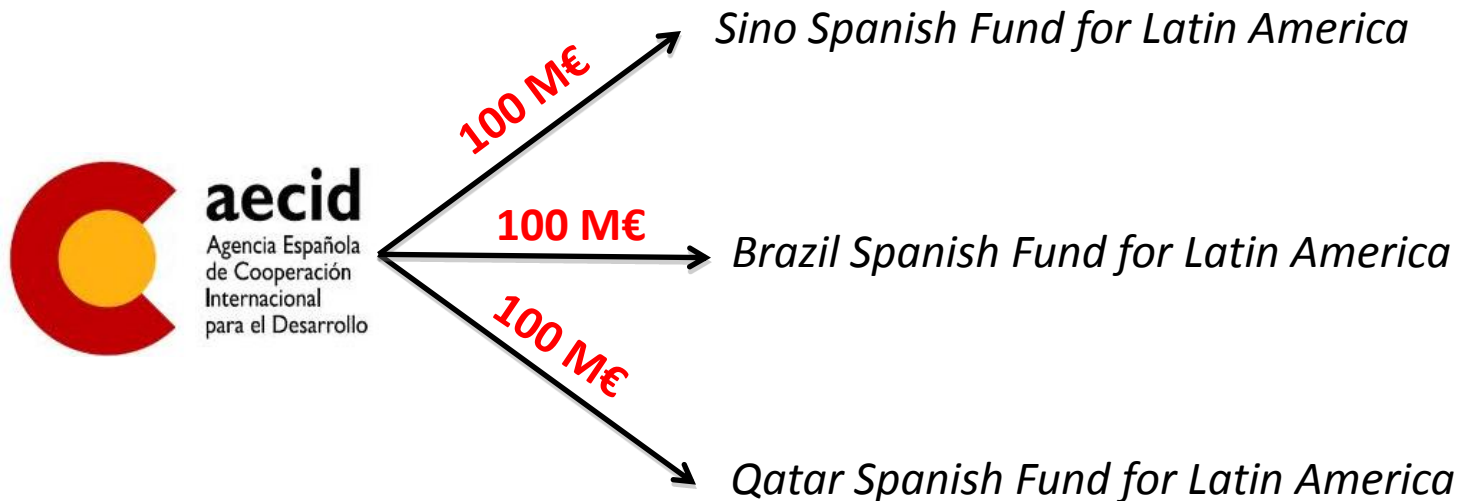 Sino Spanish Fund for Latin America
100 M€
aecid
Agencia Española
de Cooperación
Internacional
para el Desarrollo
100 M€
Brazil Spanish Fund for Latin America
100 M€
Qatar Spanish Fund for Latin America